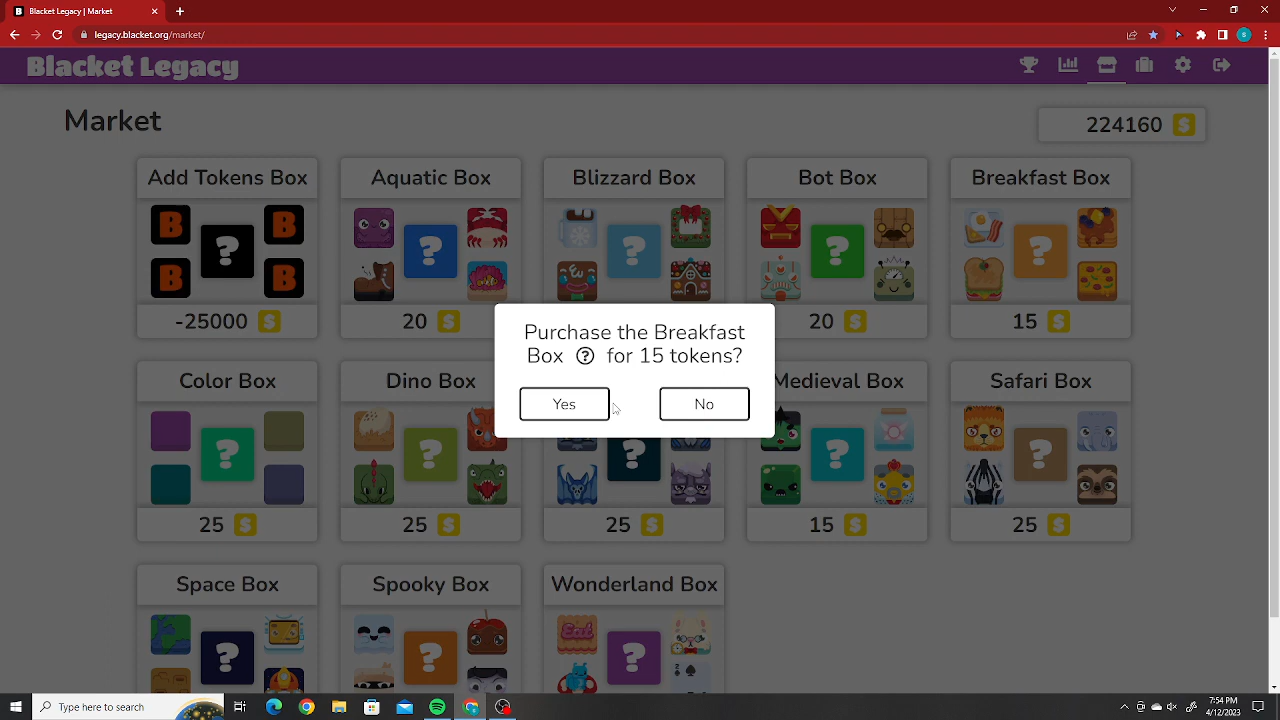 Blacket Legacy | Market
legacy.blacket.org/market/
Blacket Legacy
Market
224160
Add Tokens Box
Aquatic Box
Blizzard Box
Bot Box
Breakfast Box
-25000
20
20
15
Purchase the Breakfast
Box ? for 15 tokens?
Yes
No
Color Box
Dino Box
Medieval Box
Safari Box
25
25
25
15
25
Space Box
Spooky Box
Wonderland Box
Eat
Type here to search
7:54 PM
4/12/2023